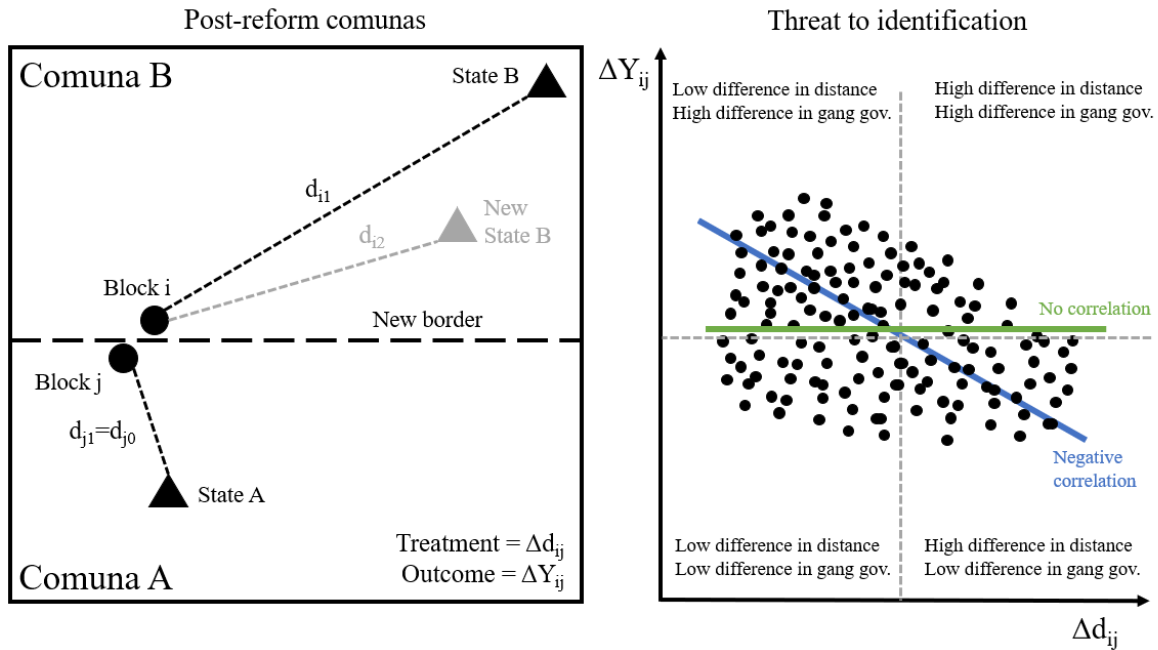 Post-reform comunas
Comuna B
State B
d_i1
New
State B
d_i2
Block i
New border
Block j
d_j1=d_j0
State A
Treatment = Δd_ij
Outcome = ΔY_ij
Comuna A
Threat to identification
ΔY_ij
Low difference in distance
High difference in gang gov.
High difference in distance
High difference in gang gov.
No correlation
Negative
correlation
Low difference in distance
Low difference in gang gov.
High difference in distance
Low difference in gang gov.
Δd_ij